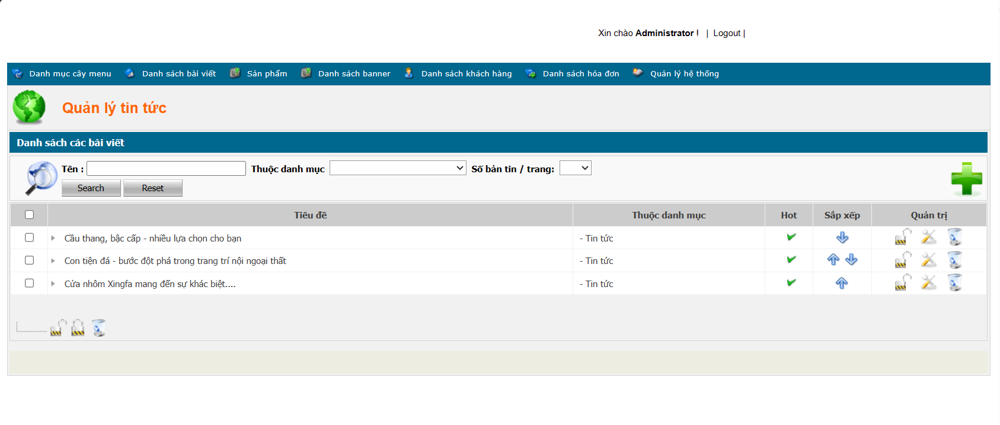 Xin chào Administrator ! | Logout |
Danh mục cây menu Danh sách bài viết Sản phẩm Danh sách banner Danh sách khách hàng Danh sách hóa đơn Quản lý hệ thống
Quản lý tin tức
Danh sách các bài viết
Tên : Thuộc danh mục Số bản tin / trang:
Search Reset
Tiêu đề Thuộc danh mục Hot Sắp xếp Quản trị
Cầu thang, bậc cấp - nhiều lựa chọn cho bạn - Tin tức
Con tiện đá - bước đột phá trong trang trí nội ngoại thất - Tin tức
Cửa nhôm Xingfa mang đến sự khác biệt.... - Tin tức